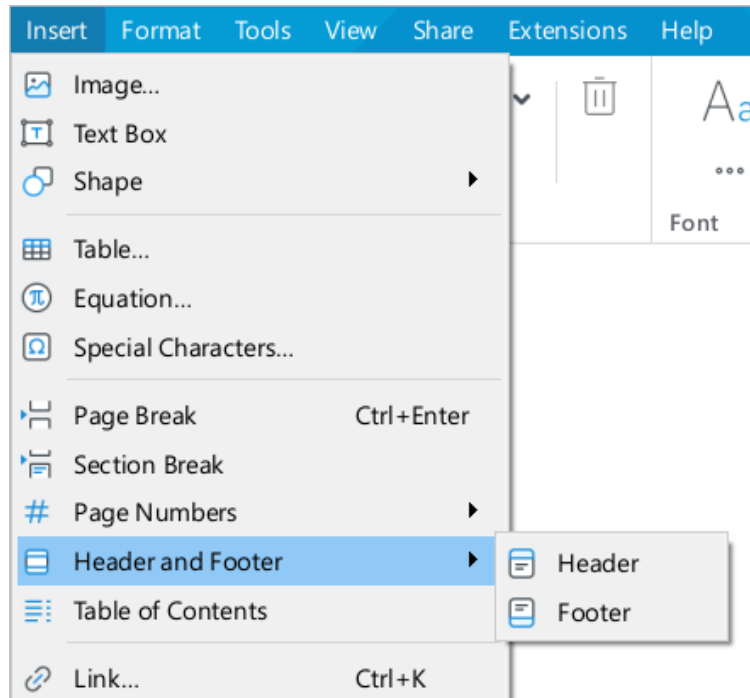 Insert Format Tools View Share Extensions Help
Image...
Text Box
Shape
Table...
Equation...
Special Characters...
Page Break Ctrl+Enter
Section Break
Page Numbers
Header and Footer
Header
Footer
Table of Contents
Link... Ctrl+K
Aa
Font